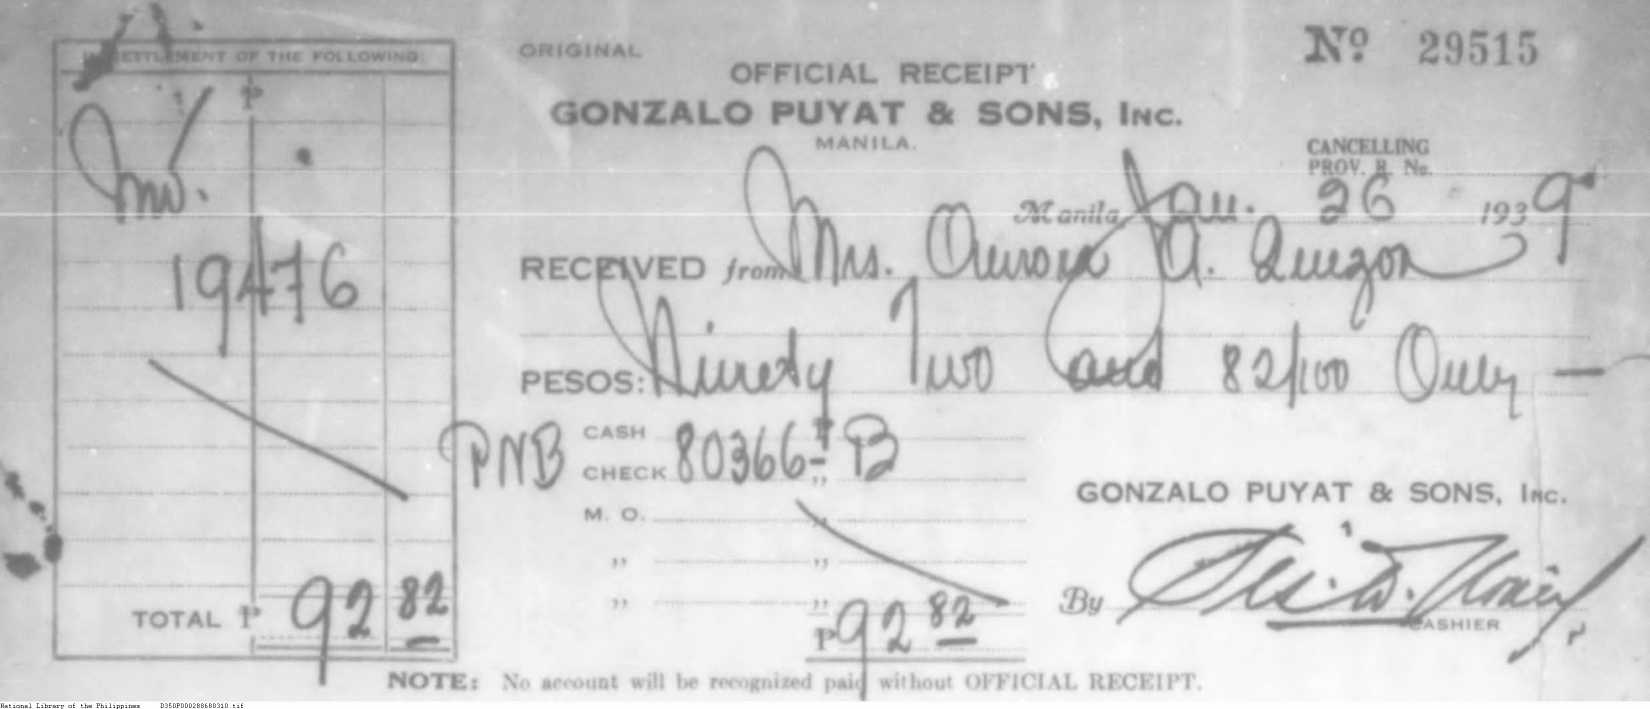 IN SETTLEMENT OF THE FOLLOWING:
₱
Inv.
19476
TOTAL ₱ 92 82
ORIGINAL
No. 29515
OFFICIAL RECEIPT
GONZALO PUYAT & SONS, INC.
MANILA.
CANCELLING
PROV. R. No.
Manila, Jan. 26 1939
RECEIVED from Mrs. Aurora A. Quezon
PESOS: Ninety Two and 82/100 Only —
CASH ₱
PNB CHECK 80366-B „
M. O. „
„ „
„ „
₱92 82
GONZALO PUYAT & SONS, INC.
By
CASHIER
NOTE: No account will be recognized paid without OFFICIAL RECEIPT.
National Library of the Philippines D350P000288680310.tif